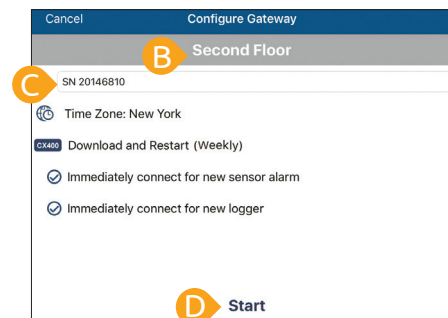 Cancel Configure Gateway
B Second Floor
C SN 20146810
Time Zone: New York
CX400 Download and Restart (Weekly)
Immediately connect for new sensor alarm
Immediately connect for new logger
D Start